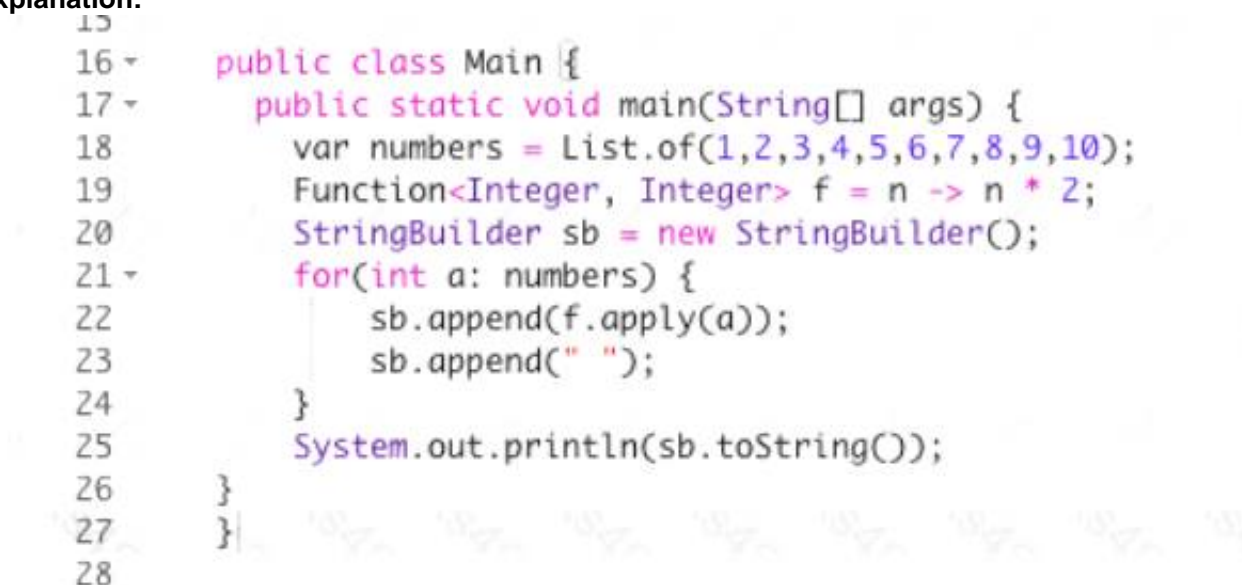 xplanation:
15
16 public class Main {
17 public static void main(String[] args) {
18 var numbers = List.of(1,2,3,4,5,6,7,8,9,10);
19 Function<Integer, Integer> f = n -> n * 2;
20 StringBuilder sb = new StringBuilder();
21 for(int a: numbers) {
22 sb.append(f.apply(a));
23 sb.append(" ");
24 }
25 System.out.println(sb.toString());
26 }
27 }
28